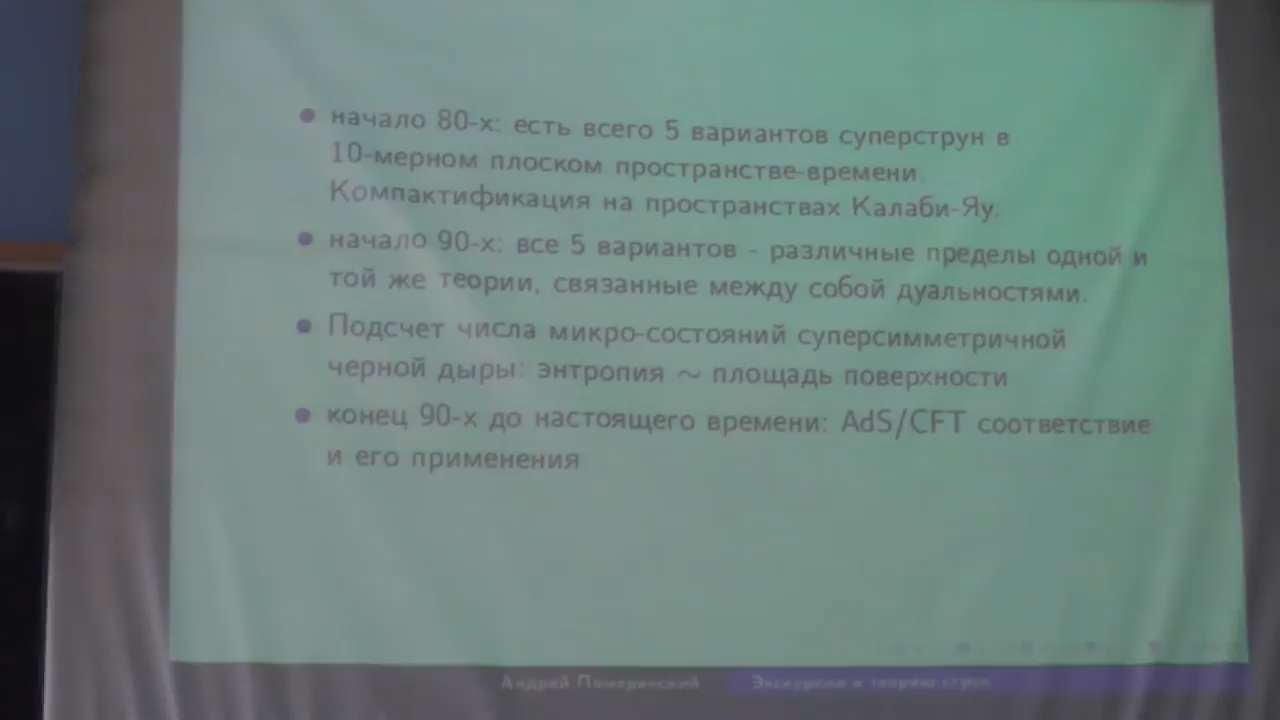 начало 80-х: есть всего 5 вариантов суперструн в
10-мерном плоском пространстве-времени.
Компактификация на пространствах Калаби-Яу.
начало 90-х: все 5 вариантов - различные пределы одной и
той же теории, связанные между собой дуальностями.
Подсчет числа микро-состояний суперсимметричной
черной дыры: энтропия ~ площадь поверхности
конец 90-х до настоящего времени: AdS/CFT соответствие
и его применения
Андрей Померанский
Экскурсия в теорию струн